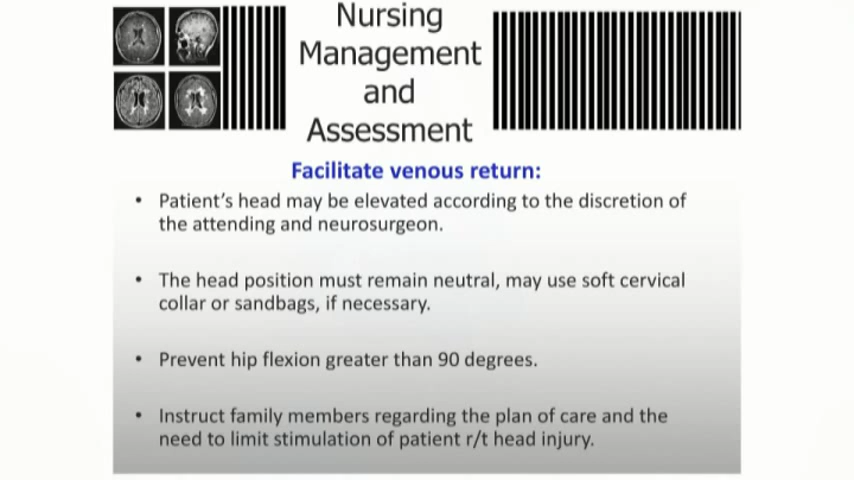 Nursing
Management
and
Assessment
Facilitate venous return:
• Patient's head may be elevated according to the discretion of
the attending and neurosurgeon.
• The head position must remain neutral, may use soft cervical
collar or sandbags, if necessary.
• Prevent hip flexion greater than 90 degrees.
• Instruct family members regarding the plan of care and the
need to limit stimulation of patient r/t head injury.